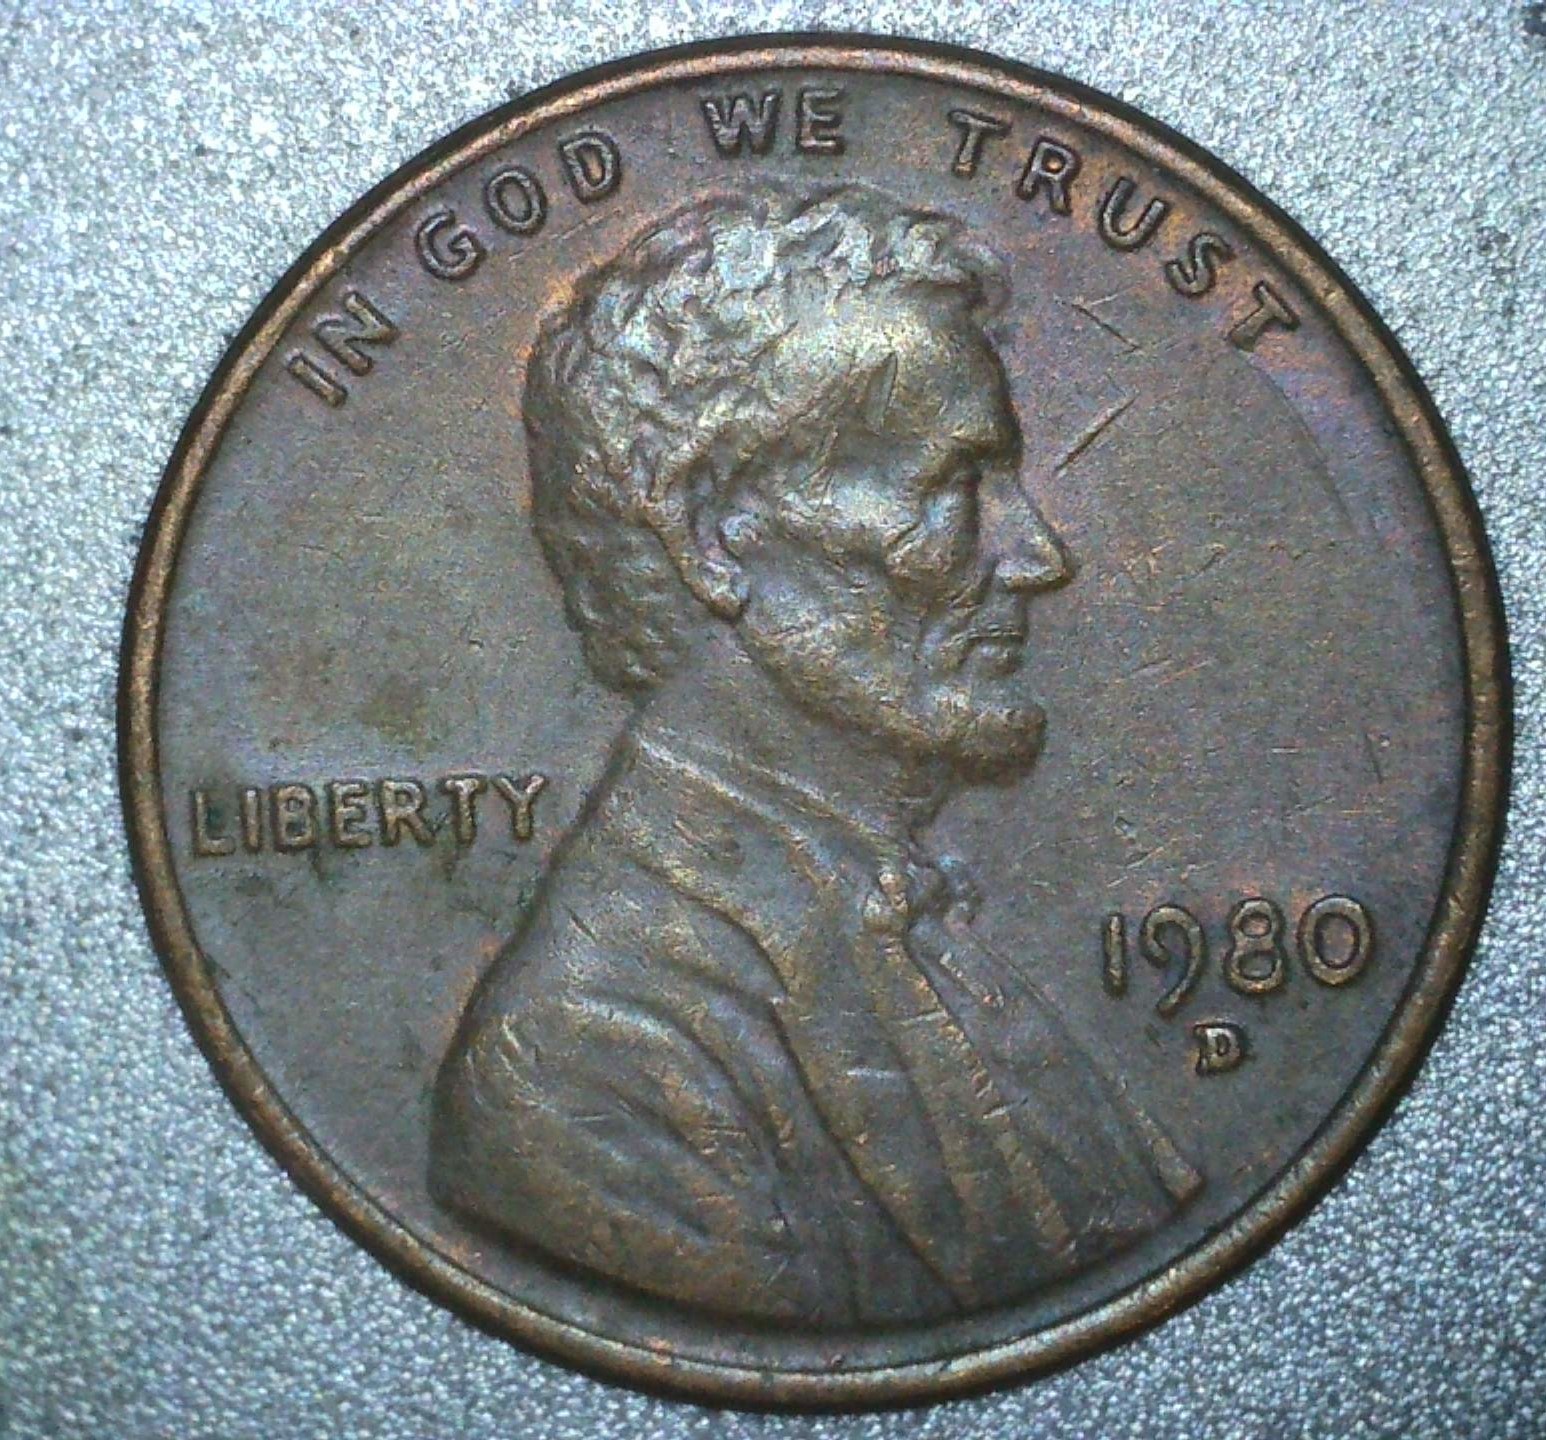 IN GOD WE TRUST
LIBERTY
1980
D